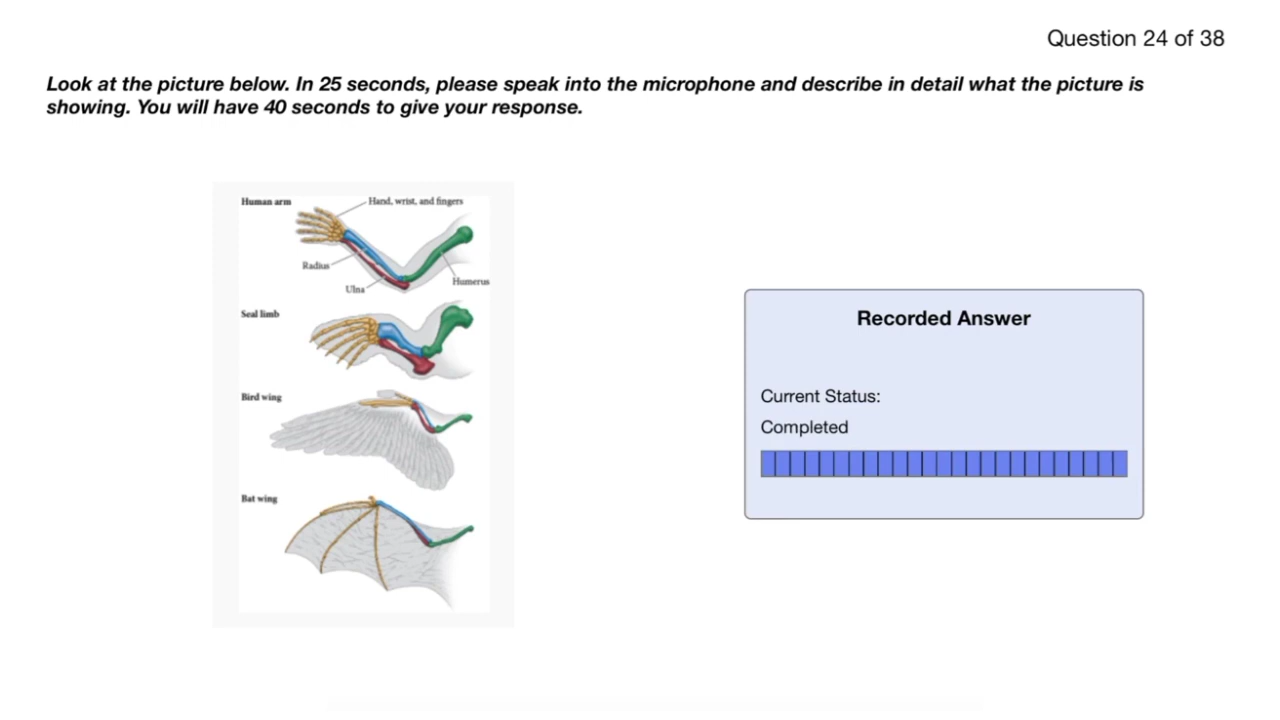 Question 24 of 38
Look at the picture below. In 25 seconds, please speak into the microphone and describe in detail what the picture is
showing. You will have 40 seconds to give your response.
Human arm
Hand, wrist, and fingers
Radius
Ulna
Humerus
Seal limb
Bird wing
Bat wing
Recorded Answer
Current Status:
Completed